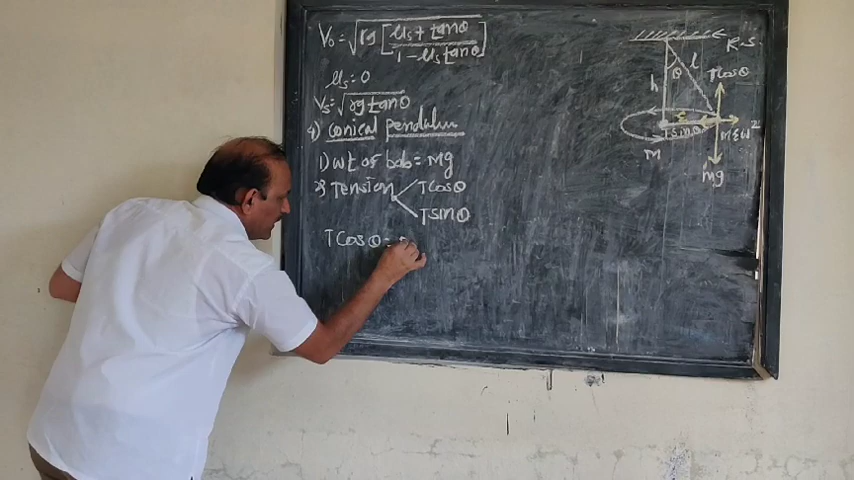 V₀ = √rg [μs + tanθ / 1 - μs tanθ]
μs = 0
Vs = √rg tanθ
4) conical pendulum
1) wt of bob = Mg
2) Tension < Tcosθ
Tsinθ
TCosθ =
R.S.
θ l
h
Tcosθ
r
Tsinθ
Mrω²
M
mg